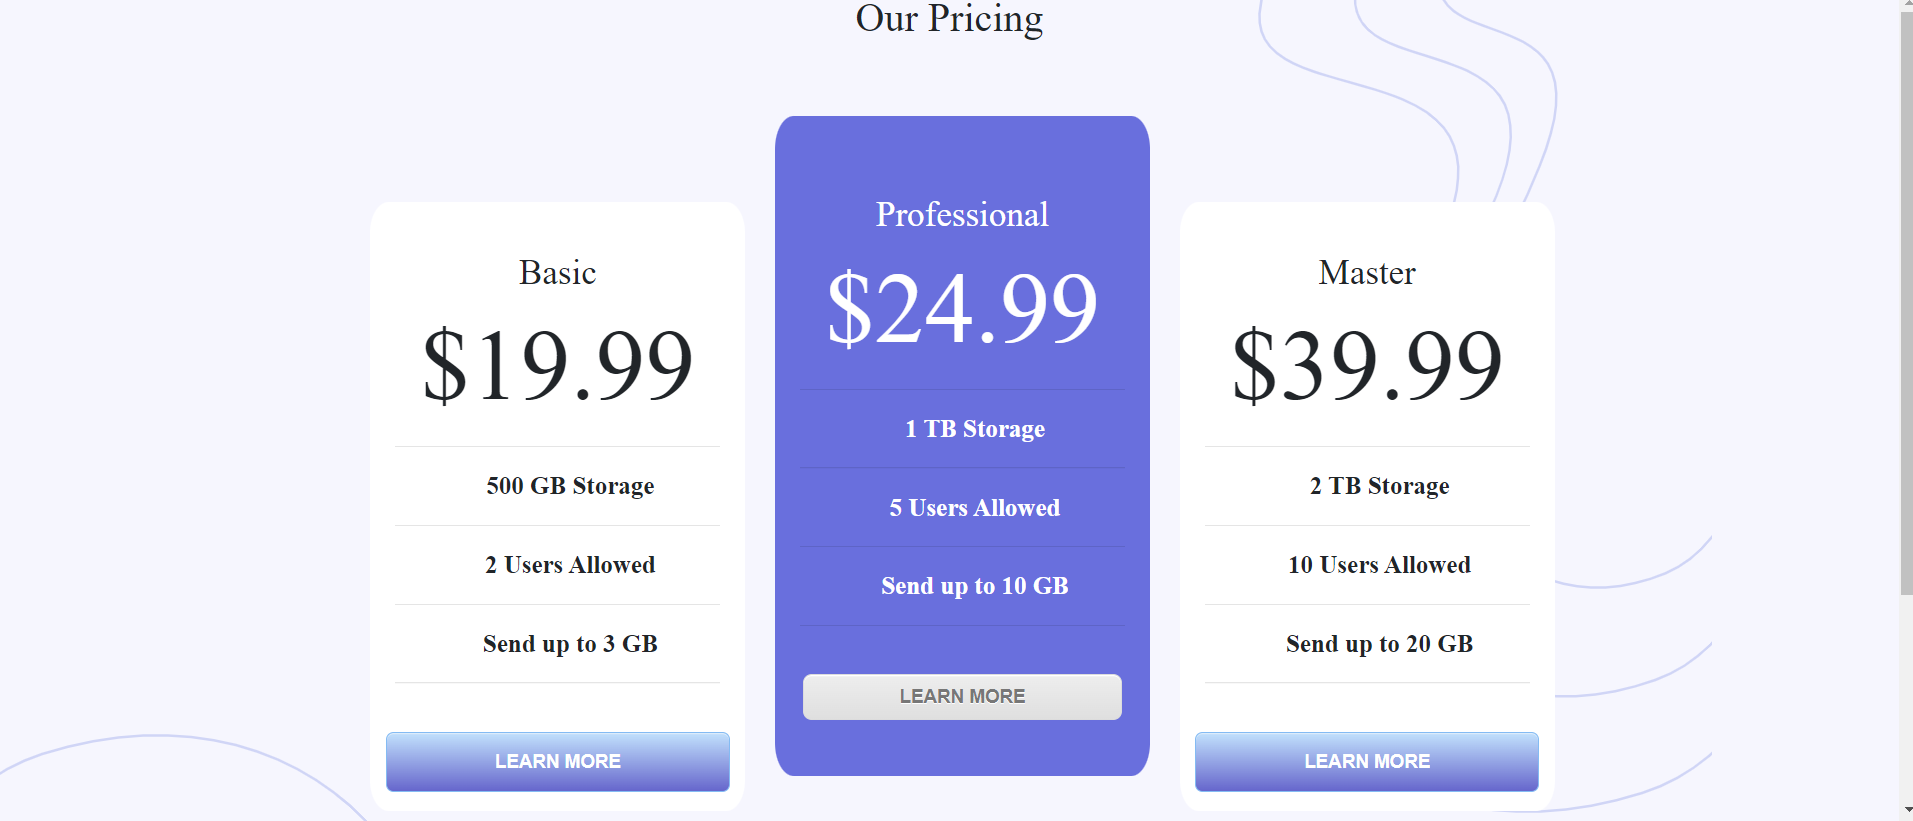 Our Pricing
Basic
$19.99
500 GB Storage
2 Users Allowed
Send up to 3 GB
LEARN MORE
Professional
$24.99
1 TB Storage
5 Users Allowed
Send up to 10 GB
LEARN MORE
Master
$39.99
2 TB Storage
10 Users Allowed
Send up to 20 GB
LEARN MORE